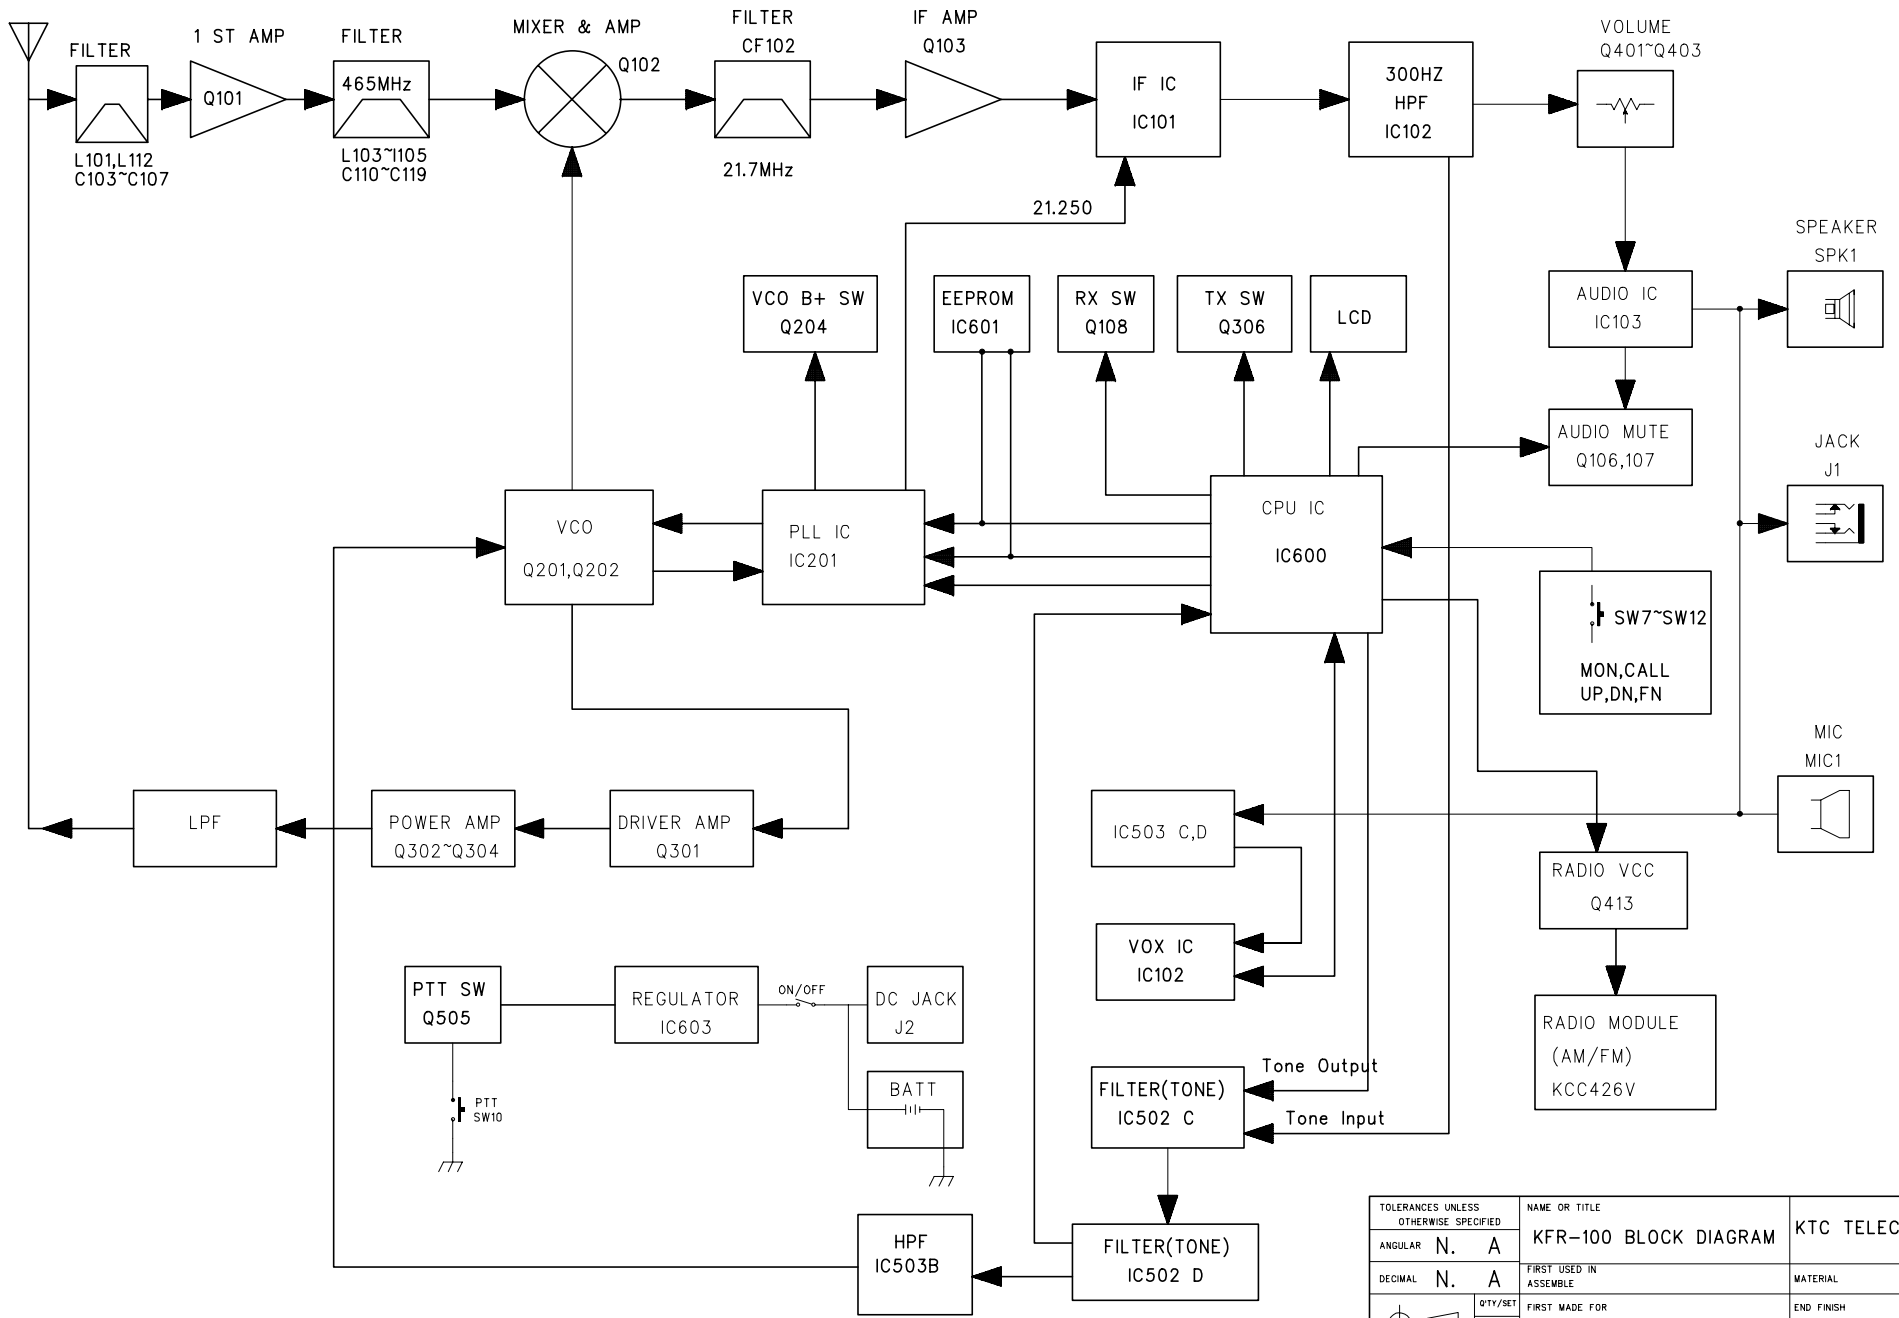 FILTER
L101,L112
C103~C107
1 ST AMP
Q101
FILTER
465MHz
L103~l105
C110~C119
MIXER & AMP
Q102
FILTER
CF102
21.7MHz
IF AMP
Q103
IF IC
IC101
300HZ
HPF
IC102
VOLUME
Q401~Q403
21.250
VCO B+ SW
Q204
EEPROM
IC601
RX SW
Q108
TX SW
Q306
LCD
AUDIO IC
IC103
SPEAKER
SPK1
AUDIO MUTE
Q106,107
JACK
J1
VCO
Q201,Q202
PLL IC
IC201
CPU IC
IC600
SW7~SW12
MON,CALL
UP,DN,FN
MIC
MIC1
LPF
POWER AMP
Q302~Q304
DRIVER AMP
Q301
IC503 C,D
RADIO VCC
Q413
VOX IC
IC102
PTT SW
Q505
REGULATOR
IC603
ON/OFF
DC JACK
J2
BATT
PTT
SW10
RADIO MODULE
(AM/FM)
KCC426V
Tone Output
FILTER(TONE)
IC502 C
Tone Input
HPF
IC503B
FILTER(TONE)
IC502 D
TOLERANCES UNLESS
OTHERWISE SPECIFIED
ANGULAR N. A
DECIMAL N. A
Q'TY/SET
NAME OR TITLE
KFR-100 BLOCK DIAGRAM
FIRST USED IN
ASSEMBLE
FIRST MADE FOR
KTC TELEC
MATERIAL
END FINISH